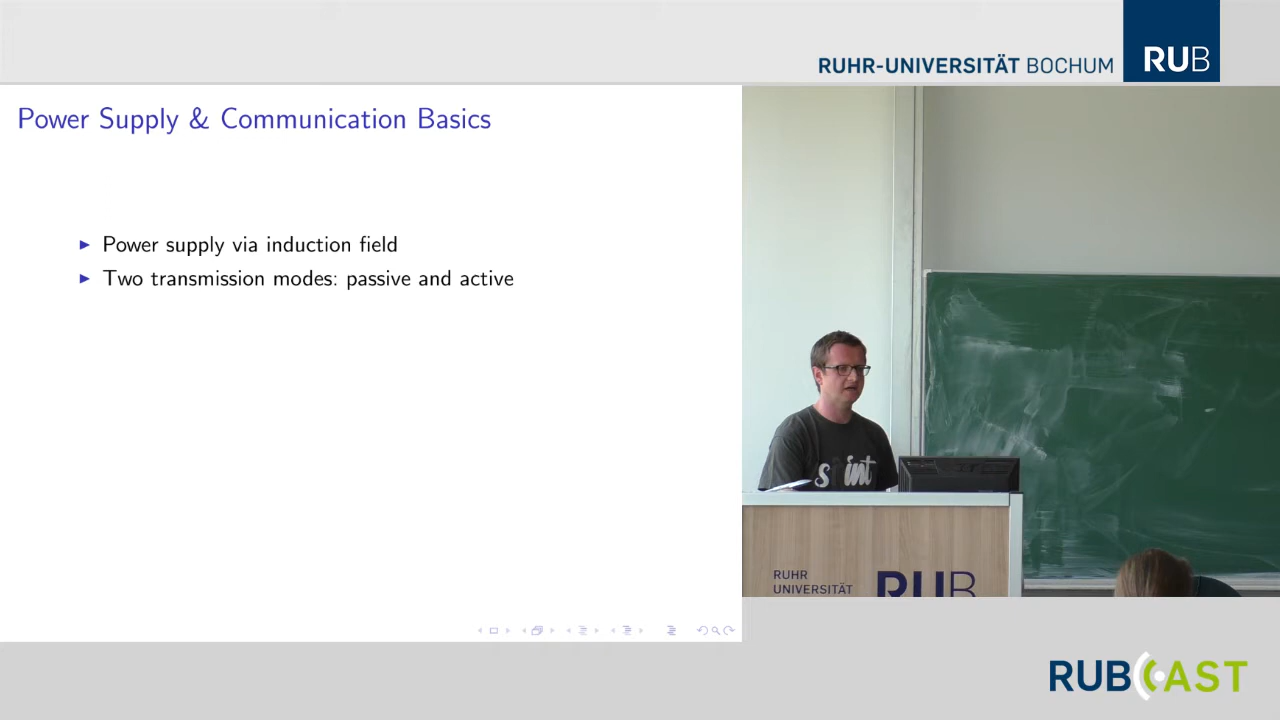 RUHR-UNIVERSITÄT BOCHUM
RUB
Power Supply & Communication Basics
Power supply via induction field
Two transmission modes: passive and active
RUHR
UNIVERSITÄT
RUB
RUBCAST